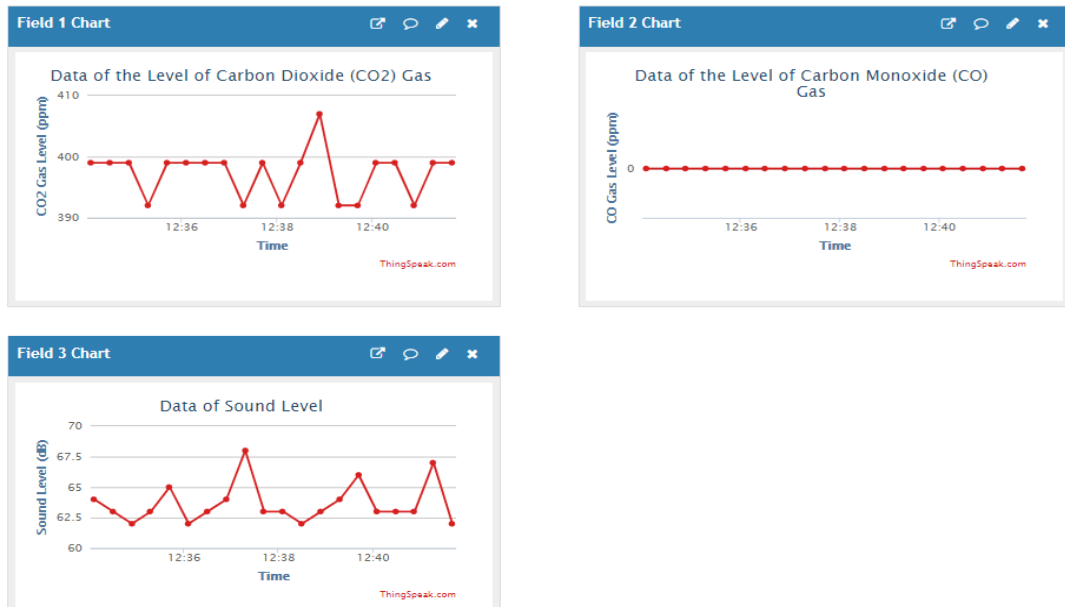 Field 1 Chart
Data of the Level of Carbon Dioxide (CO2) Gas
CO2 Gas Level (ppm)
410
400
390
12:36 12:38 12:40
Time
ThingSpeak.com
Field 2 Chart
Data of the Level of Carbon Monoxide (CO)
Gas
CO Gas Level (ppm)
0
12:36 12:38 12:40
Time
ThingSpeak.com
Field 3 Chart
Data of Sound Level
Sound Level (dB)
70
67.5
65
62.5
60
12:36 12:38 12:40
Time
ThingSpeak.com